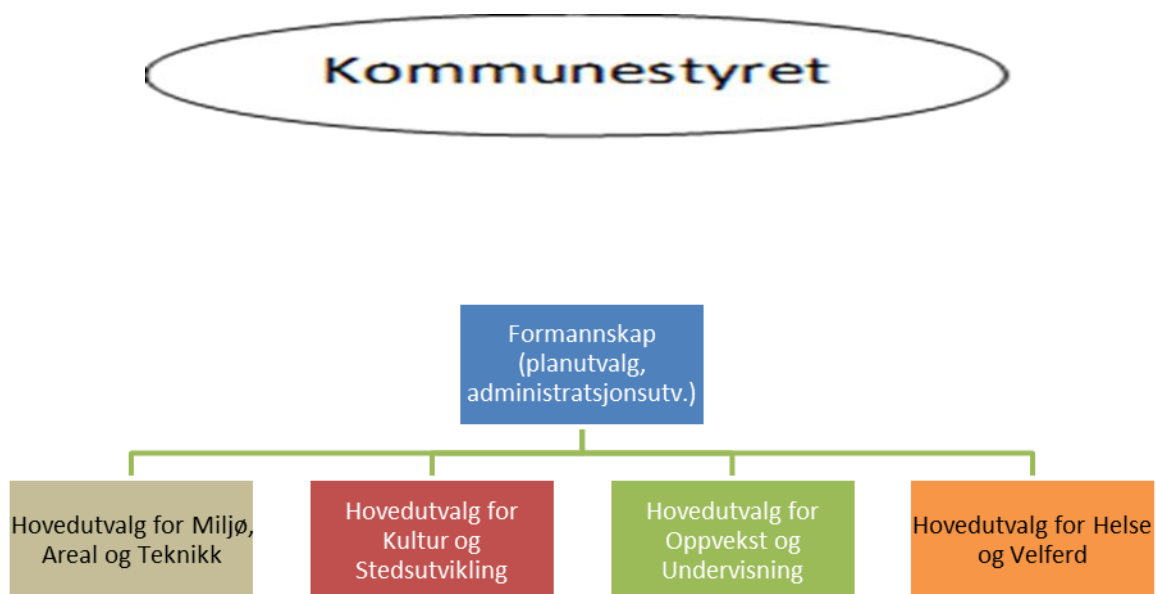 Kommunestyret
Formannskap
(planutvalg,
administratsjonsutv.)
Hovedutvalg for Miljø,
Areal og Teknikk
Hovedutvalg for
Kultur og
Stedsutvikling
Hovedutvalg for
Oppvekst og
Undervisning
Hovedutvalg for Helse
og Velferd